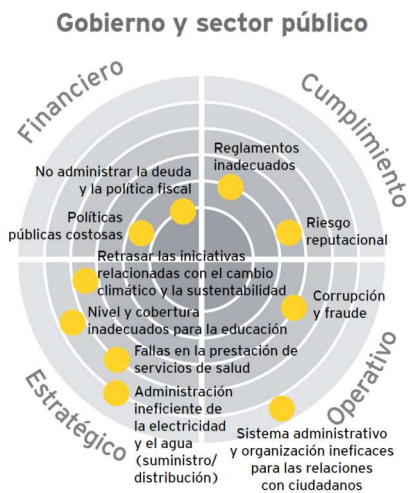 Gobierno y sector público
Financiero
Cumplimiento
Reglamentos
inadecuados
No administrar la deuda
y la política fiscal
Políticas
públicas costosas
Riesgo
reputacional
Retrasar las iniciativas
relacionadas con el cambio
climático y la sustentabilidad
Corrupción
y fraude
Nivel y cobertura
inadecuados para la educación
Fallas en la prestación de
servicios de salud
Estratégico
Operativo
Administración
ineficiente de
la electricidad
y el agua
(suministro/
distribución)
Sistema administrativo
y organización ineficaces
para las relaciones
con ciudadanos